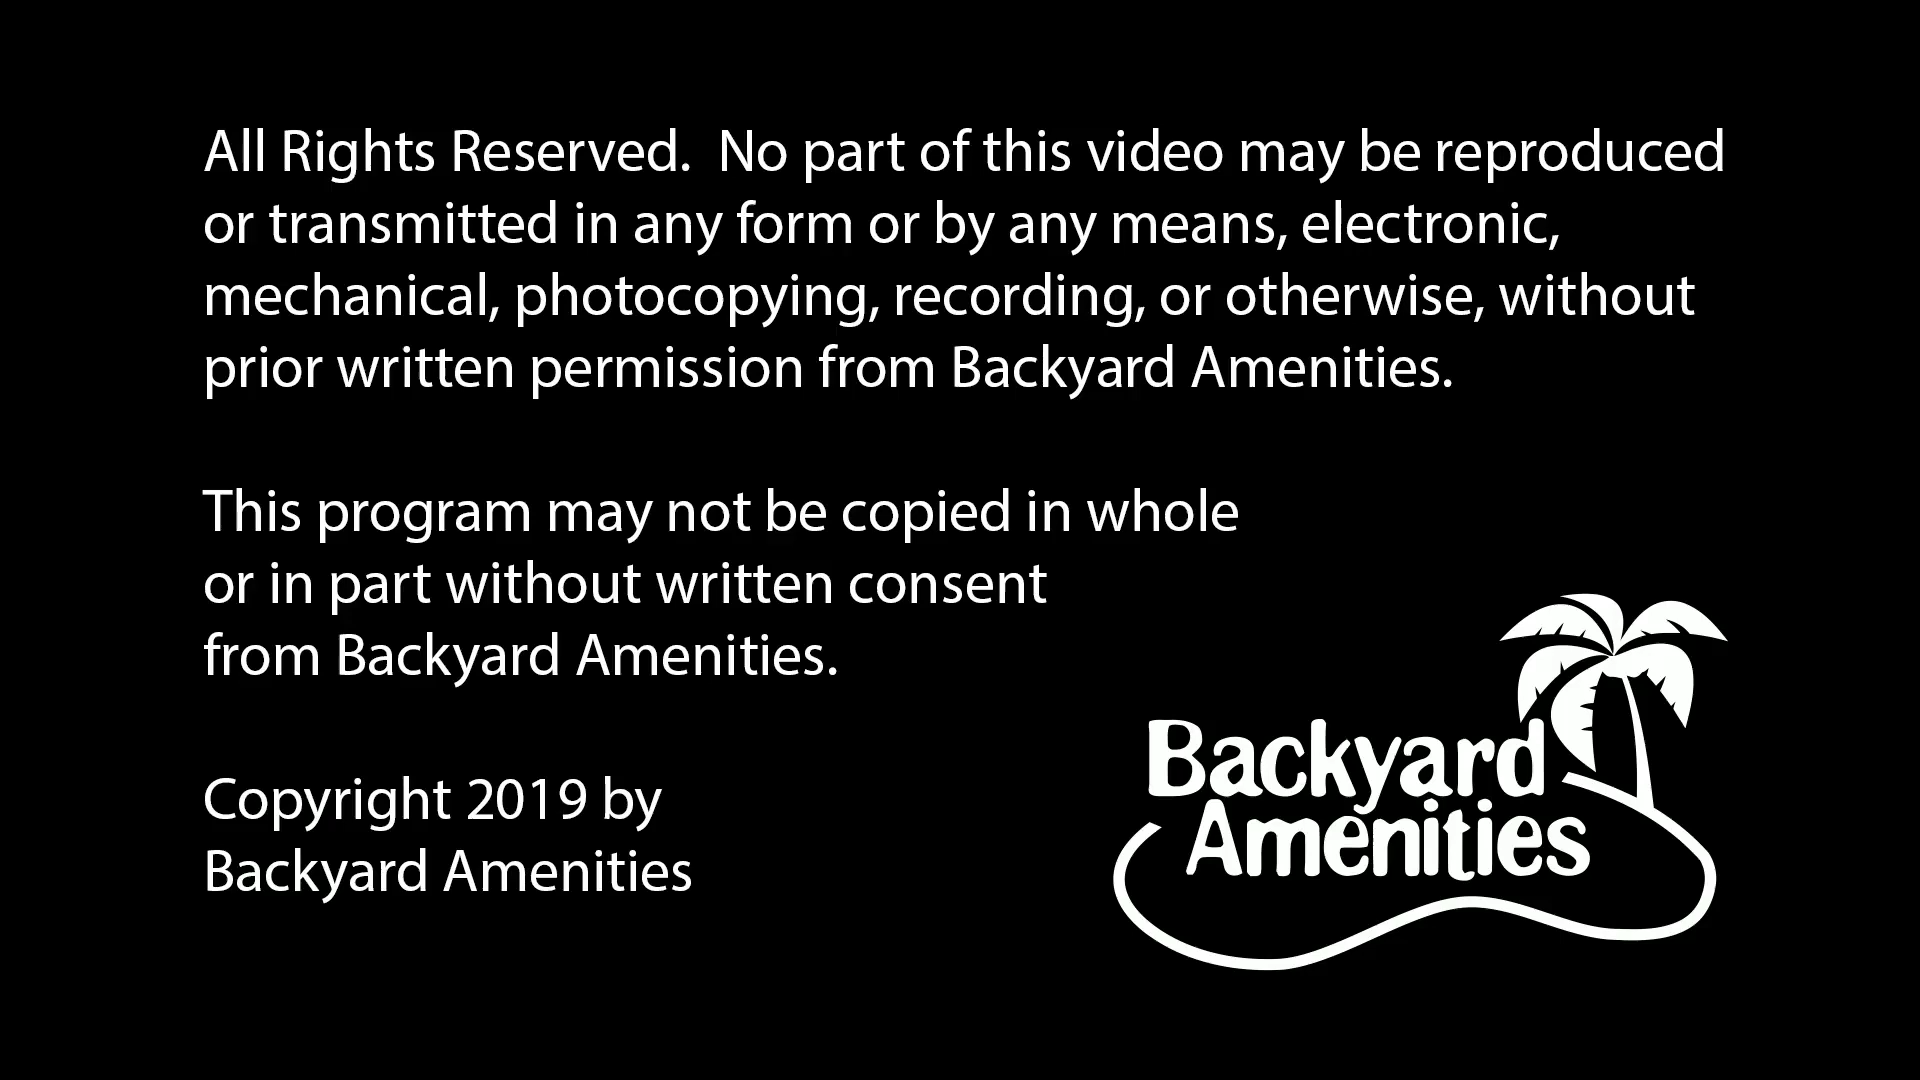 All Rights Reserved.  No part of this video may be reproduced
or transmitted in any form or by any means, electronic,
mechanical, photocopying, recording, or otherwise, without
prior written permission from Backyard Amenities.
This program may not be copied in whole
or in part without written consent
from Backyard Amenities.
Copyright 2019 by
Backyard Amenities
Backyard
Amenities